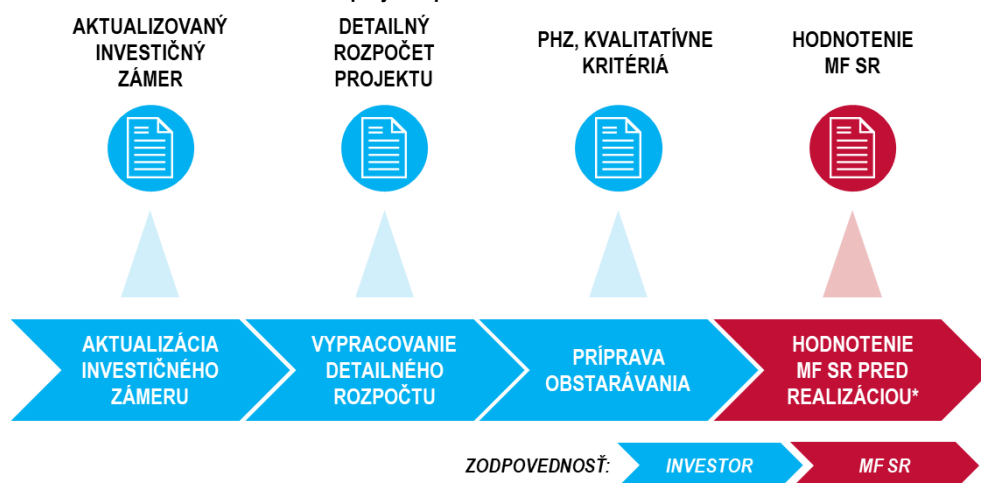 AKTUALIZOVANÝ
INVESTIČNÝ
ZÁMER
DETAILNÝ
ROZPOČET
PROJEKTU
PHZ, KVALITATÍVNE
KRITÉRIÁ
HODNOTENIE
MF SR
AKTUALIZÁCIA
INVESTIČNÉHO
ZÁMERU
VYPRACOVANIE
DETAILNÉHO
ROZPOČTU
PRÍPRAVA
OBSTARÁVANIA
HODNOTENIE
MF SR PRED
REALIZÁCIOU*
ZODPOVEDNOSŤ:
INVESTOR
MF SR